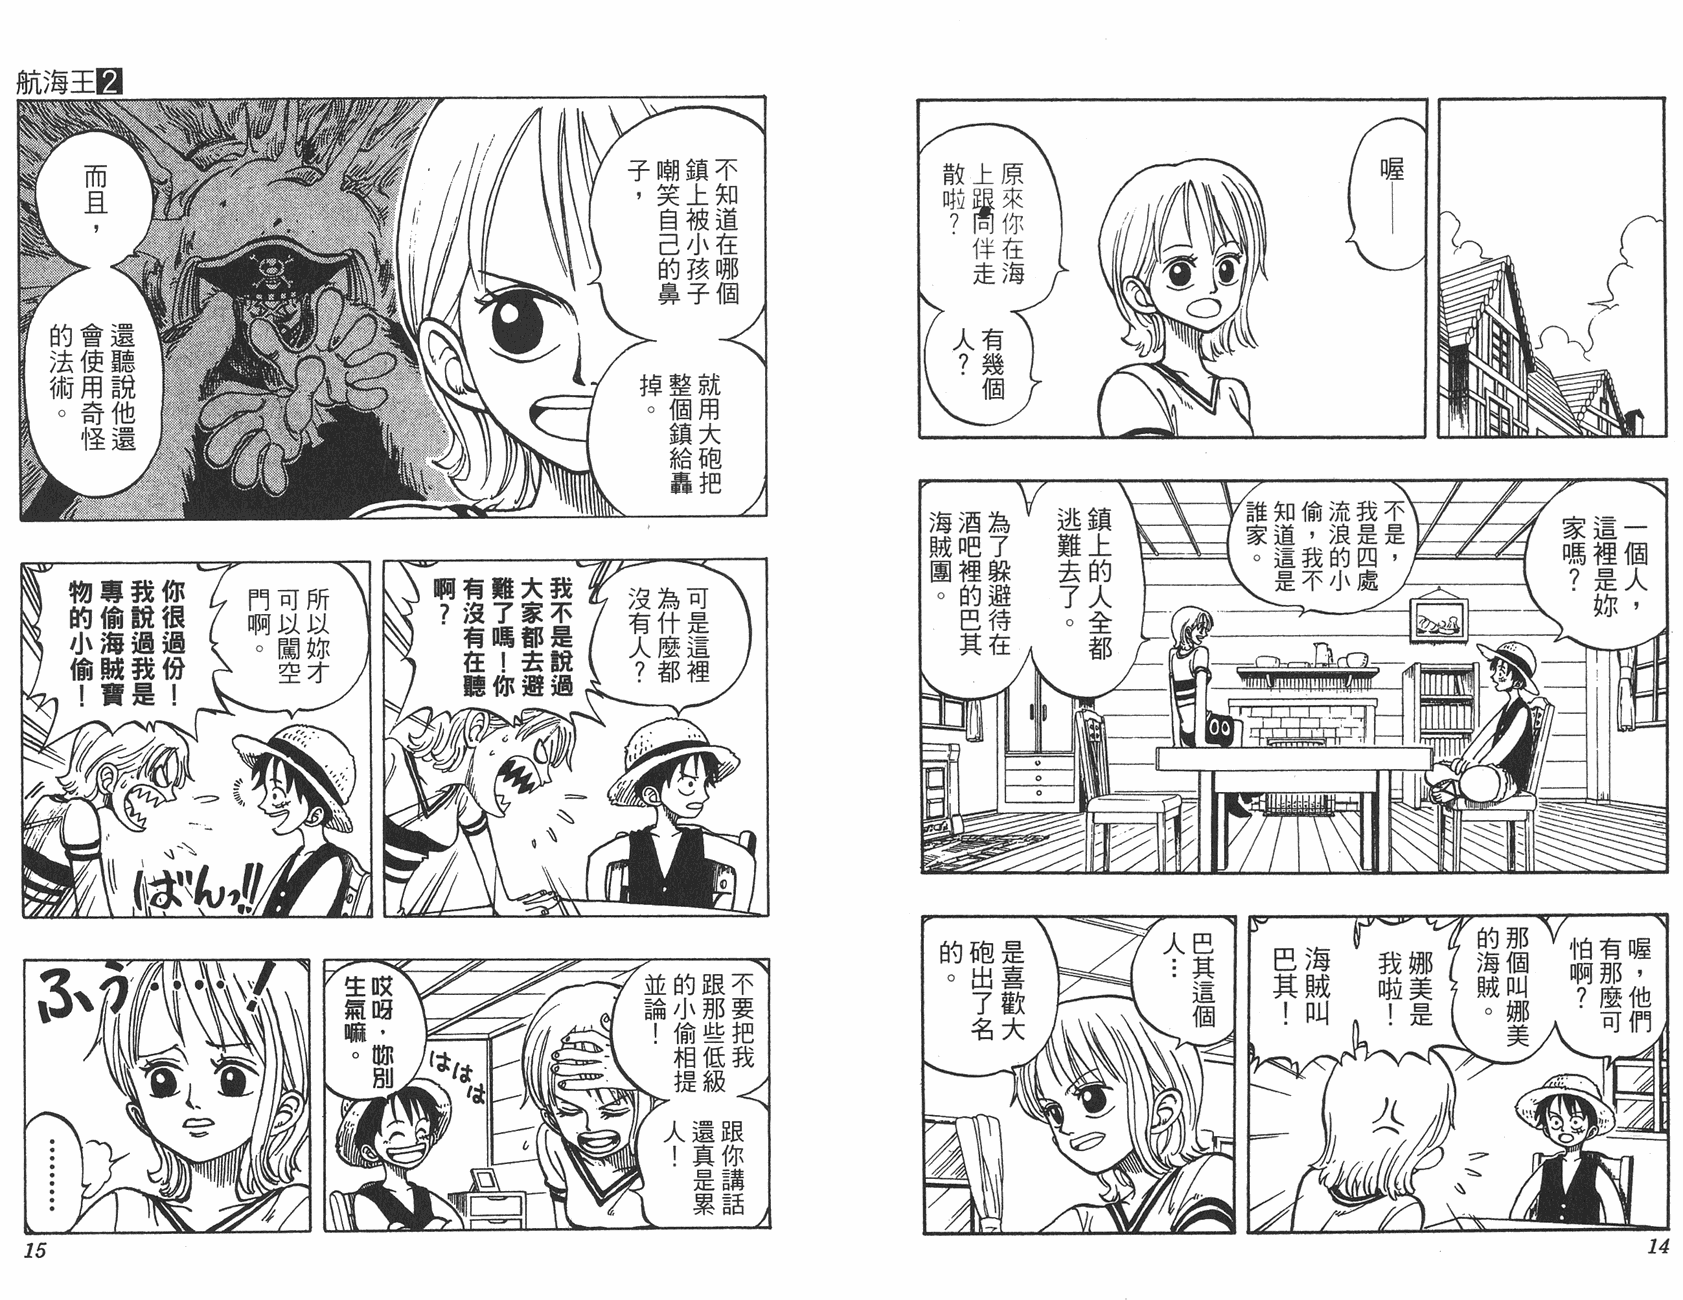 喔——
原來你在海
上跟同伴走
散啦?
有幾個
人?
一個人,
這裡是妳
家嗎?
不是,
我是四處
流浪的小
偷,我不
知道這是
誰家。
鎮上的人全都
逃難去了。
為了躲避待在
酒吧裡的巴其
海賊團。
喔,他們
有那麼可
怕啊?
那個叫娜美
的海賊。
娜美是
我啦!
海賊叫
巴其!
巴其這個
人…
是喜歡大
砲出了名
的。
14
航海王2
不知道在哪個
鎮上被小孩子
嘲笑自己的鼻
子,
就用大砲把
整個鎮給轟
掉。
而且,
還聽說他還
會使用奇怪
的法術。
可是這裡
為什麼都
沒有人?
我不是說過
大家都去避
難了嗎!你
有沒有在聽
啊?
所以妳才
可以闖空
門啊。
你很過份!
我說過我是
專偷海賊寶
物的小偷!
ばんっ!!
不要把我
跟那些低級
的小偷相提
並論!
跟你講話
還真是累
人!
哎呀,妳別
生氣嘛。
ははは
ふぅ‥‥!
………
15